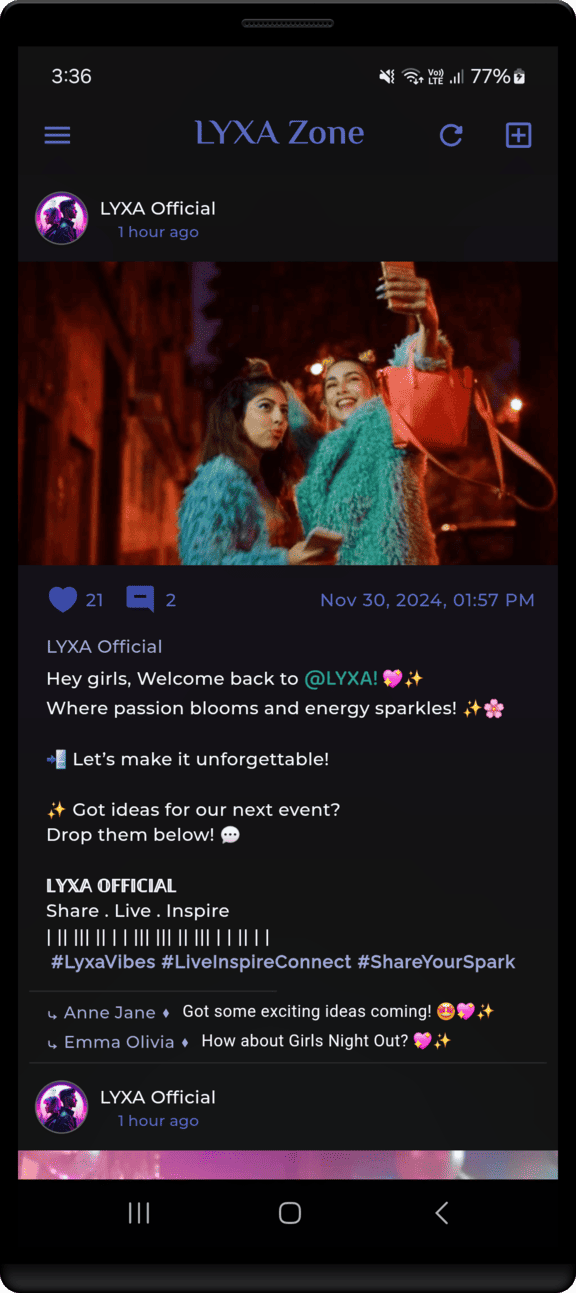 3:36 Vo) LTE 77%
LYXA Zone
LYXA Official
1 hour ago
21 2 Nov 30, 2024, 01:57 PM
LYXA Official
Hey girls, Welcome back to @LYXA! 💖✨
Where passion blooms and energy sparkles! ✨🌸
📲 Let’s make it unforgettable!
✨ Got ideas for our next event?
Drop them below! 💬
𝕃𝕐𝕏𝔸 𝕆𝔽𝔽𝕀ℂ𝕀𝔸𝕃
Share . Live . Inspire
| || ||| || | | ||| ||| || ||| | | || | |
#LyxaVibes #LiveInspireConnect #ShareYourSpark
⤷ Anne Jane ♦ Got some exciting ideas coming! 🤩💖✨
⤷ Emma Olivia ♦ How about Girls Night Out? 💖✨
LYXA Official
1 hour ago